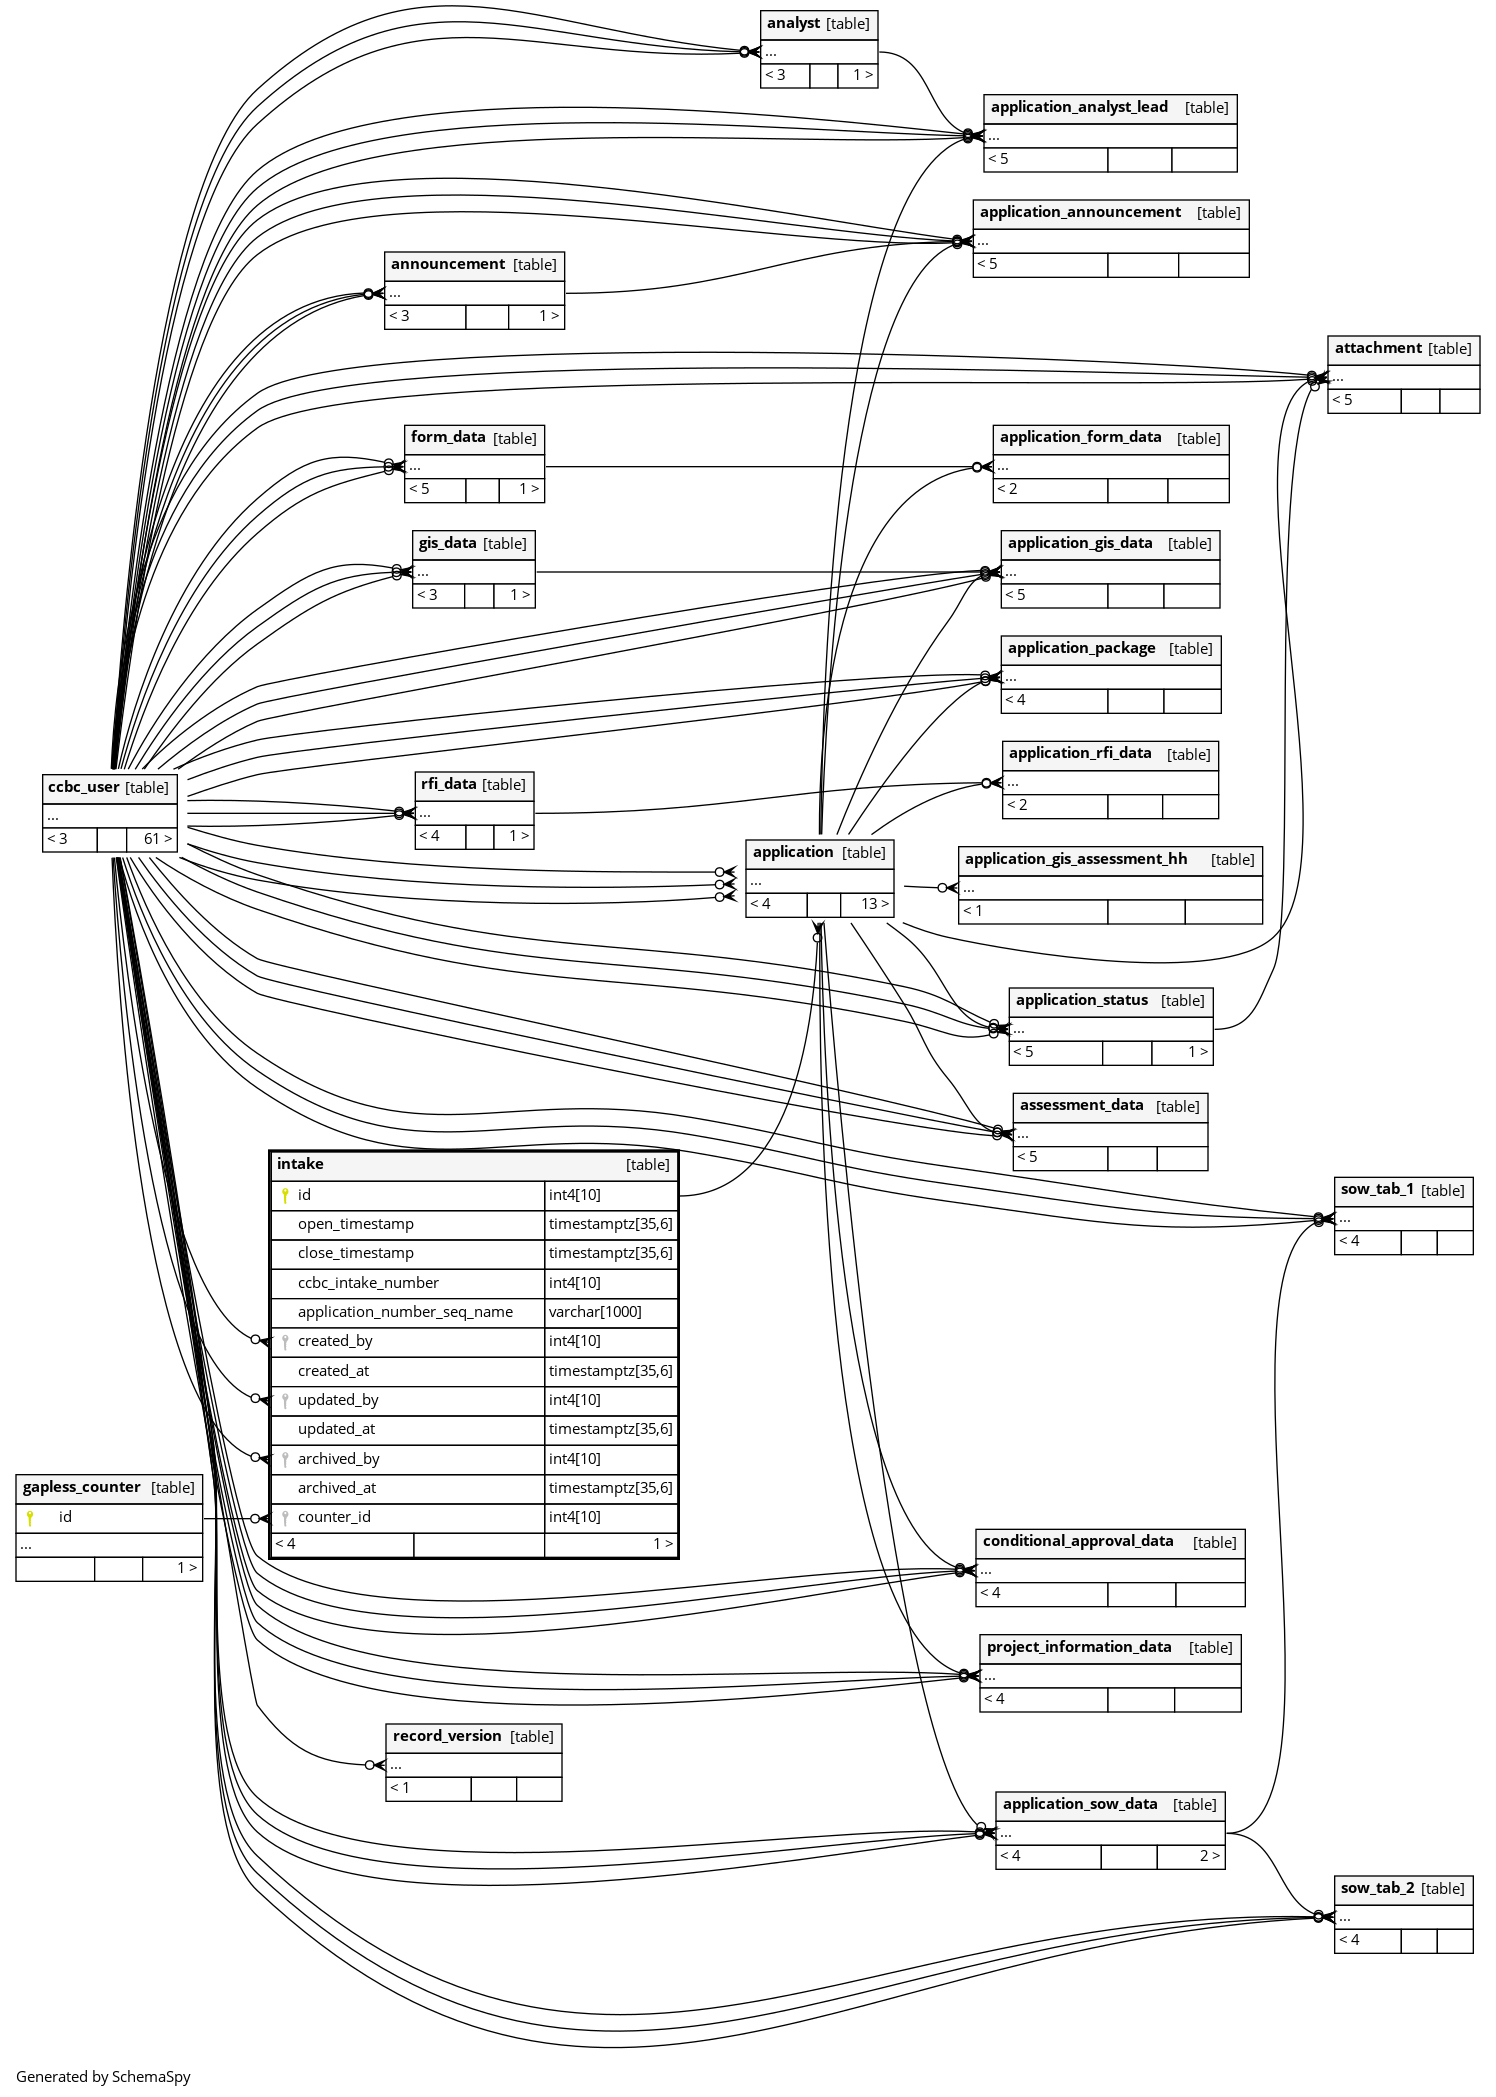 analyst [table]
...
< 3 1 >
application_analyst_lead [table]
...
< 5
application_announcement [table]
...
< 5
announcement [table]
...
< 3 1 >
attachment [table]
...
< 5
form_data [table]
...
< 5 1 >
application_form_data [table]
...
< 2
gis_data [table]
...
< 3 1 >
application_gis_data [table]
...
< 5
application_package [table]
...
< 4
application_rfi_data [table]
...
< 2
ccbc_user [table]
...
< 3 61 >
rfi_data [table]
...
< 4 1 >
application [table]
...
< 4 13 >
application_gis_assessment_hh [table]
...
< 1
application_status [table]
...
< 5 1 >
assessment_data [table]
...
< 5
intake [table]
id int4[10]
open_timestamp timestamptz[35,6]
close_timestamp timestamptz[35,6]
ccbc_intake_number int4[10]
application_number_seq_name varchar[1000]
created_by int4[10]
created_at timestamptz[35,6]
updated_by int4[10]
updated_at timestamptz[35,6]
archived_by int4[10]
archived_at timestamptz[35,6]
counter_id int4[10]
< 4 1 >
sow_tab_1 [table]
...
< 4
gapless_counter [table]
id
...
1 >
conditional_approval_data [table]
...
< 4
project_information_data [table]
...
< 4
record_version [table]
...
< 1
application_sow_data [table]
...
< 4 2 >
sow_tab_2 [table]
...
< 4
Generated by SchemaSpy